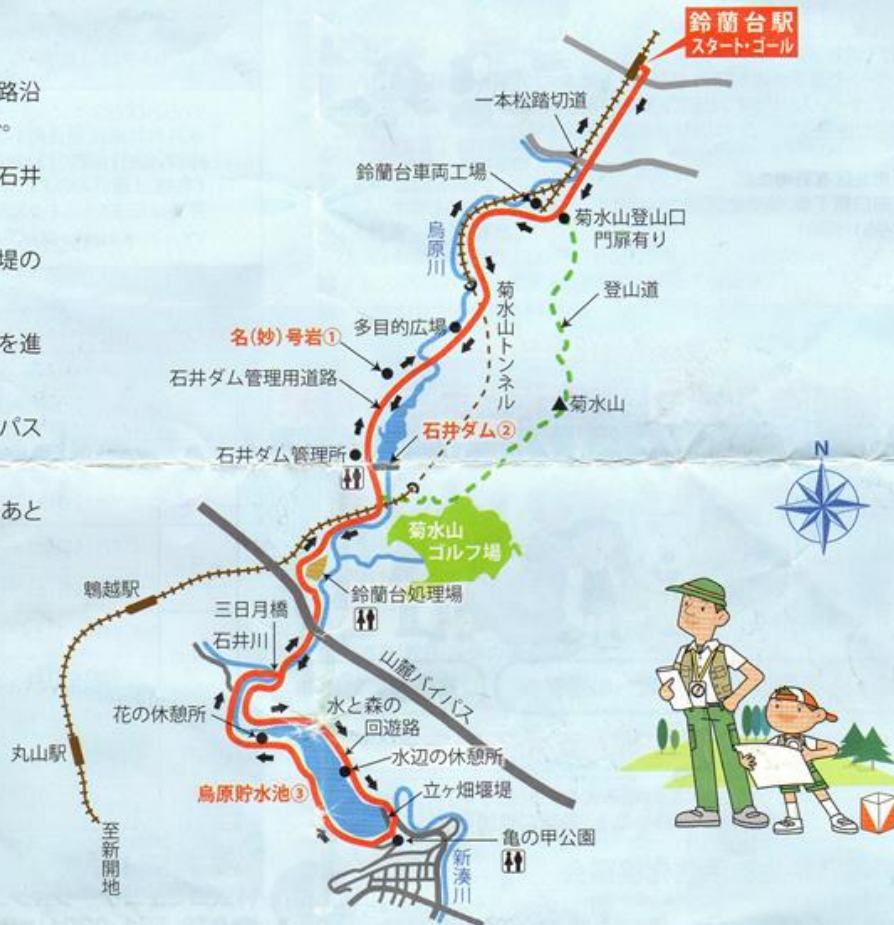 路沿
。
石井
堤の
を進
パス
あと
鈴蘭台駅
スタート・ゴール
一本松踏切道
鈴蘭台車両工場
菊水山登山口
門扉有り
烏原川
登山道
菊水山トンネル
多目的広場
名(妙)号岩①
石井ダム管理用道路
菊水山
石井ダム②
石井ダム管理所
N
菊水山
ゴルフ場
鵯越駅
鈴蘭台処理場
三日月橋
石井川
山麓バイパス
水と森の
回遊路
花の休憩所
水辺の休憩所
丸山駅
烏原貯水池③
立ヶ畑堰堤
亀の甲公園
至新開地
新湊川